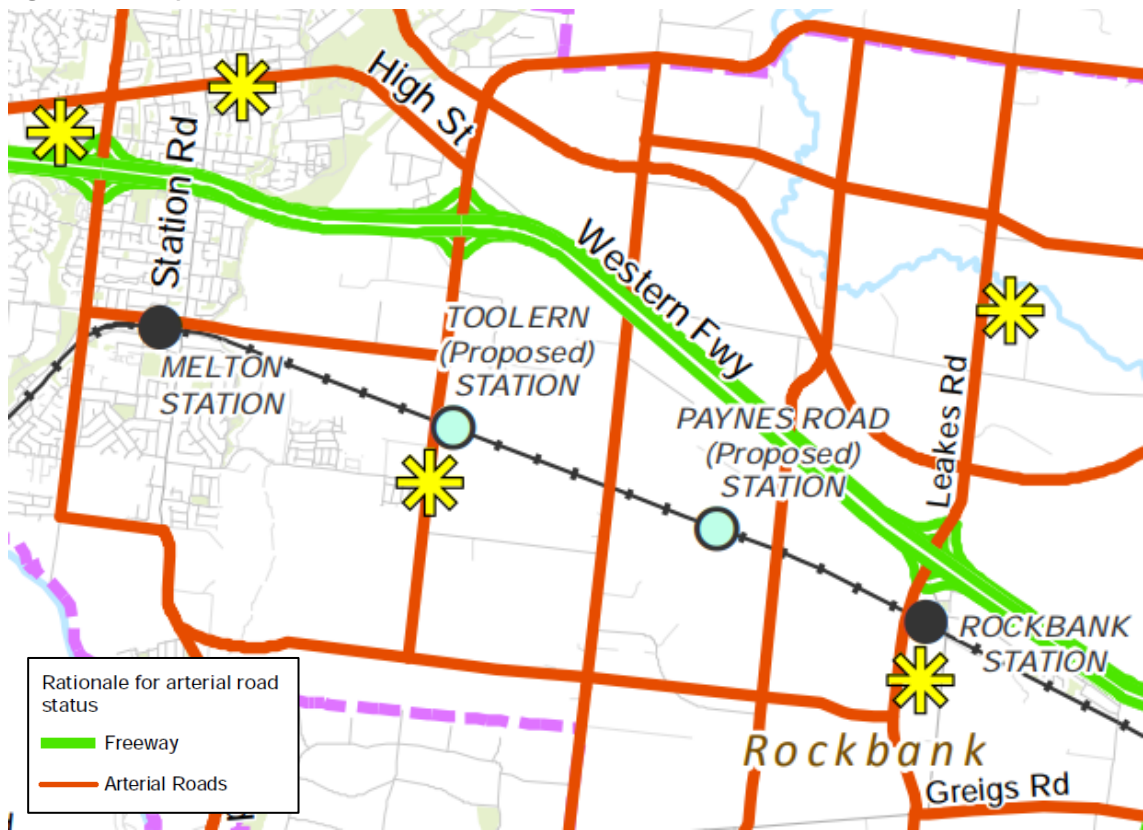 High St
Station Rd
Western Fwy
TOOLERN
(Proposed)
STATION
MELTON
STATION
PAYNES ROAD
(Proposed)
STATION
Leakes Rd
ROCKBANK
STATION
Rockbank
Greigs Rd
Rationale for arterial road
status
Freeway
Arterial Roads